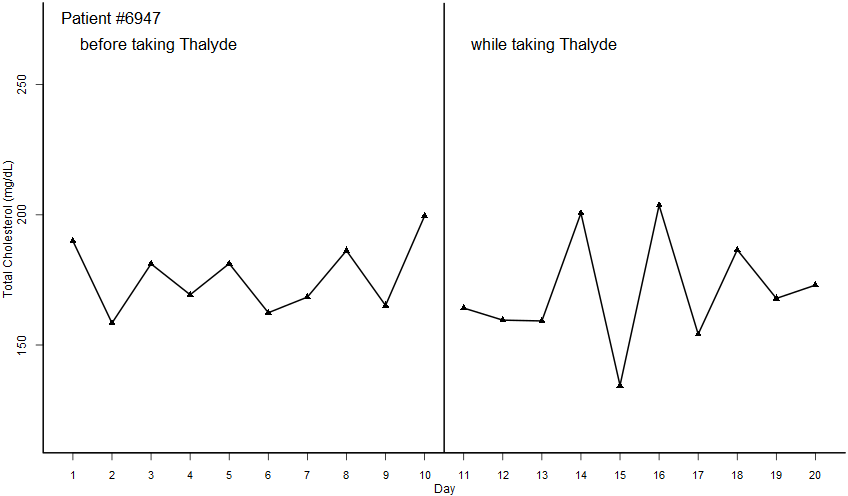 Patient #6947
before taking Thalyde
while taking Thalyde
Total Cholesterol (mg/dL)
250
200
150
1 2 3 4 5 6 7 8 9 10 11 12 13 14 15 16 17 18 19 20
Day